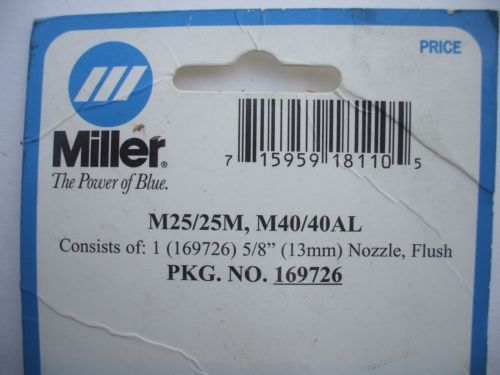 PRICE
Miller®
The Power of Blue.
7 15959 18110 5
M25/25M, M40/40AL
Consists of: 1 (169726) 5/8” (13mm) Nozzle, Flush
PKG. NO. 169726